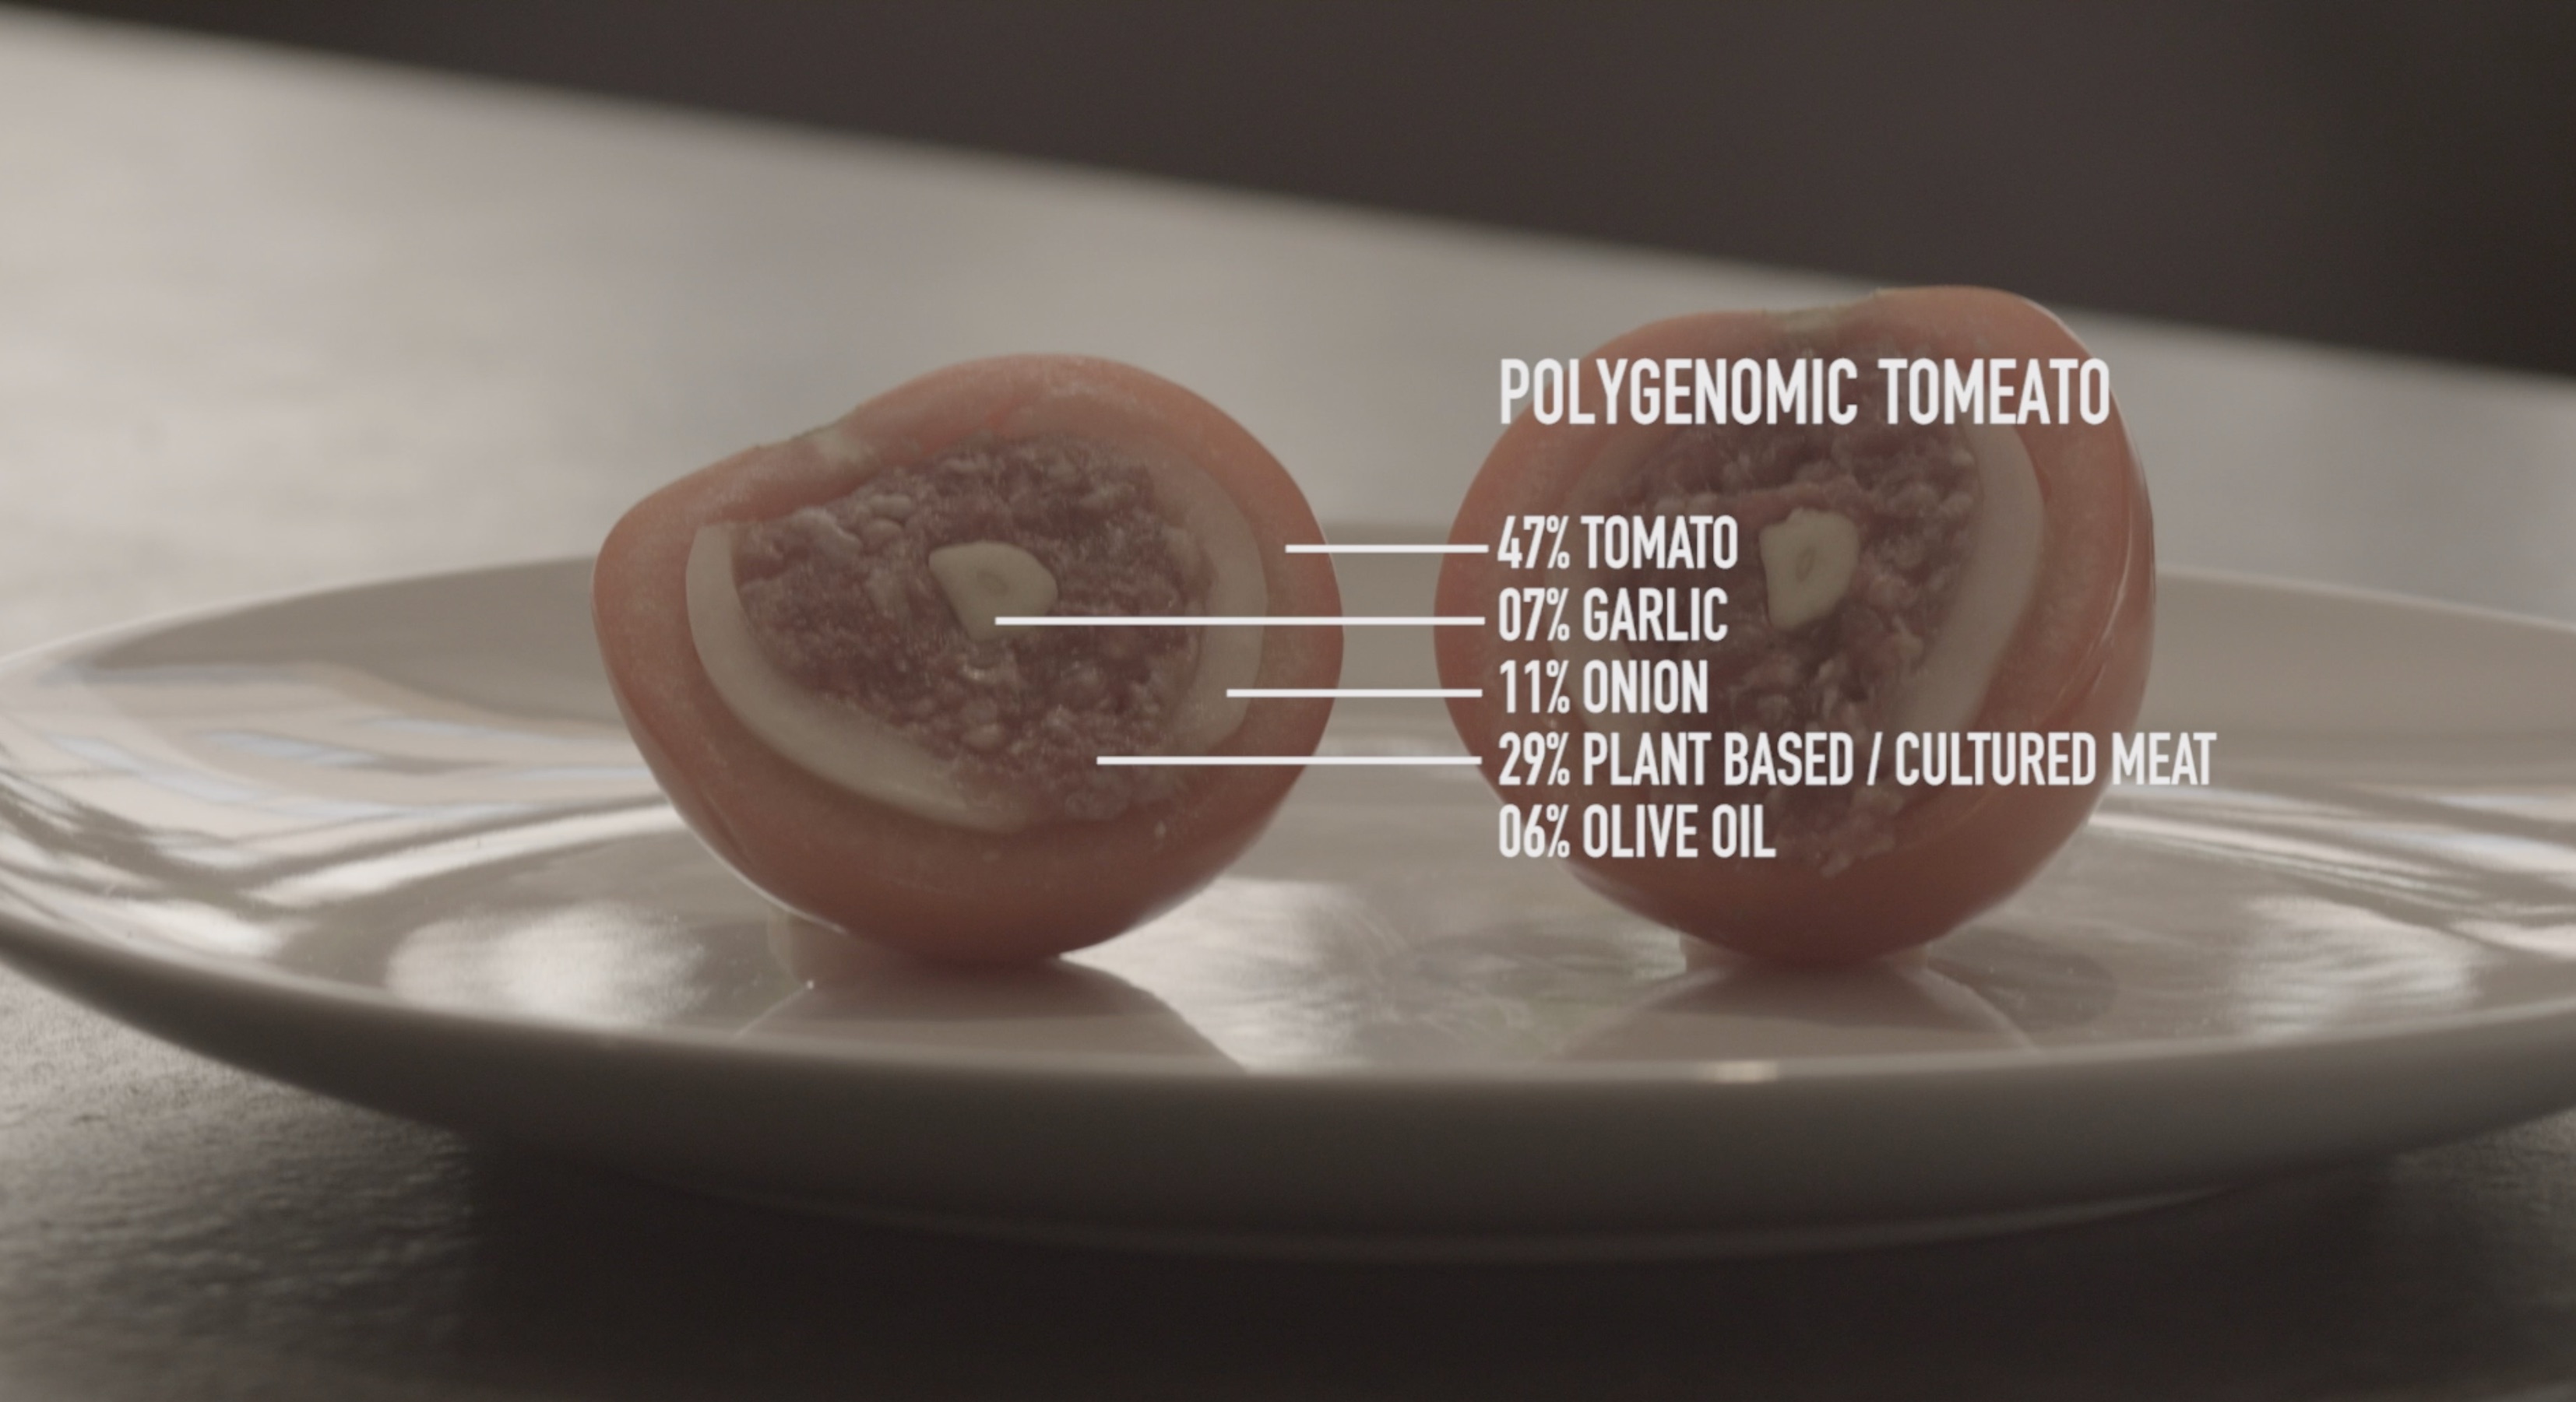 POLYGENOMIC TOMEATO
47% TOMATO
07% GARLIC
11% ONION
29% PLANT BASED / CULTURED MEAT
06% OLIVE OIL